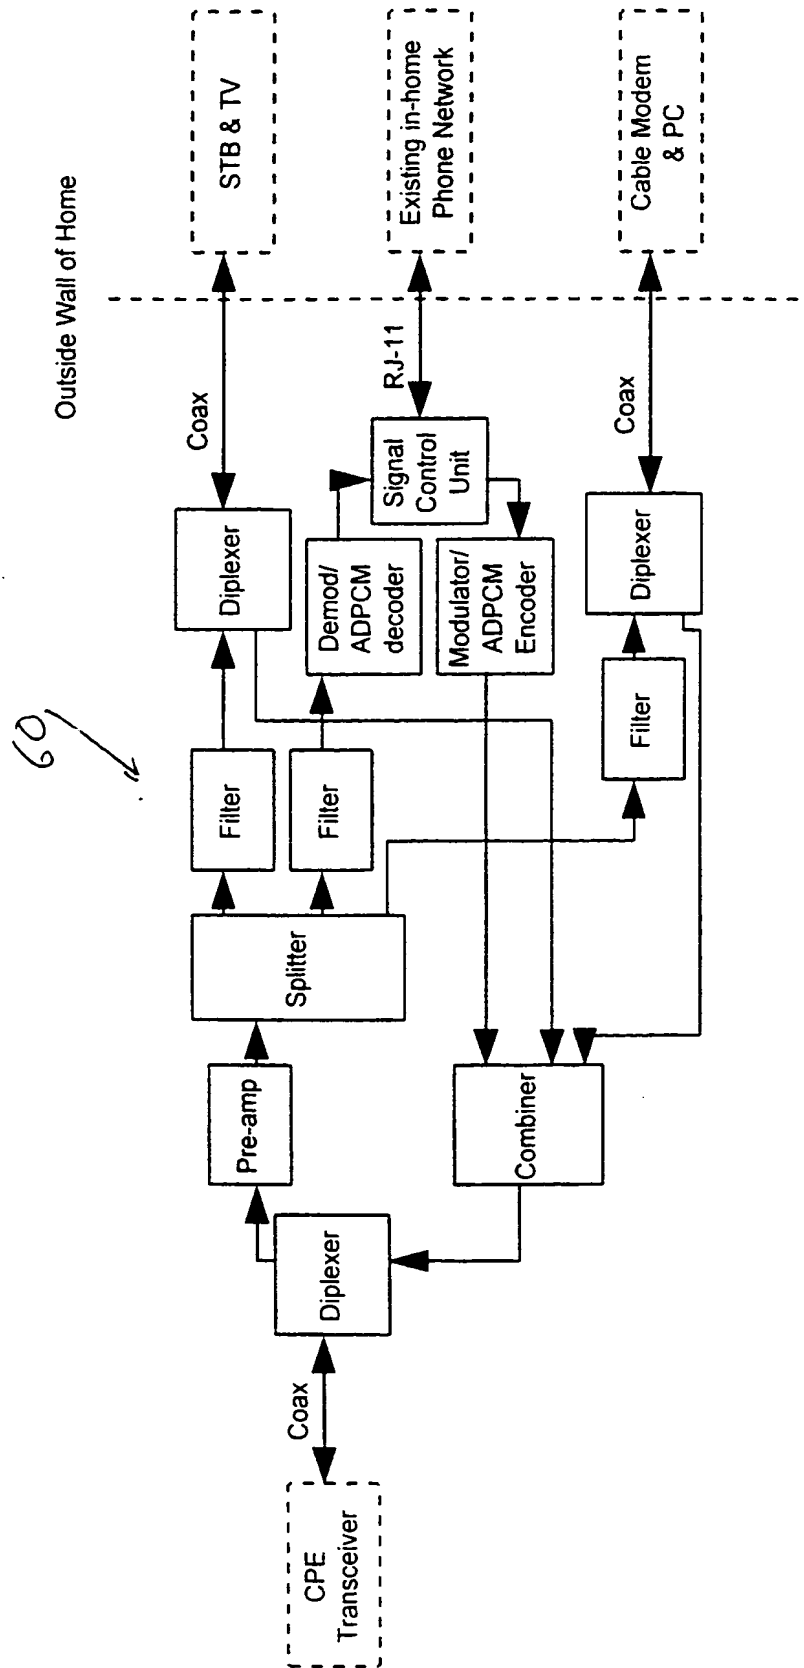 60
Outside Wall of Home
CPE
Transceiver
Coax
Diplexer
Pre-amp
Splitter
Filter
Filter
Diplexer
Coax
STB & TV
Demod/
ADPCM
decoder
Signal
Control
Unit
RJ-11
Existing in-home
Phone Network
Combiner
Modulator/
ADPCM
Encoder
Filter
Diplexer
Coax
Cable Modem
& PC